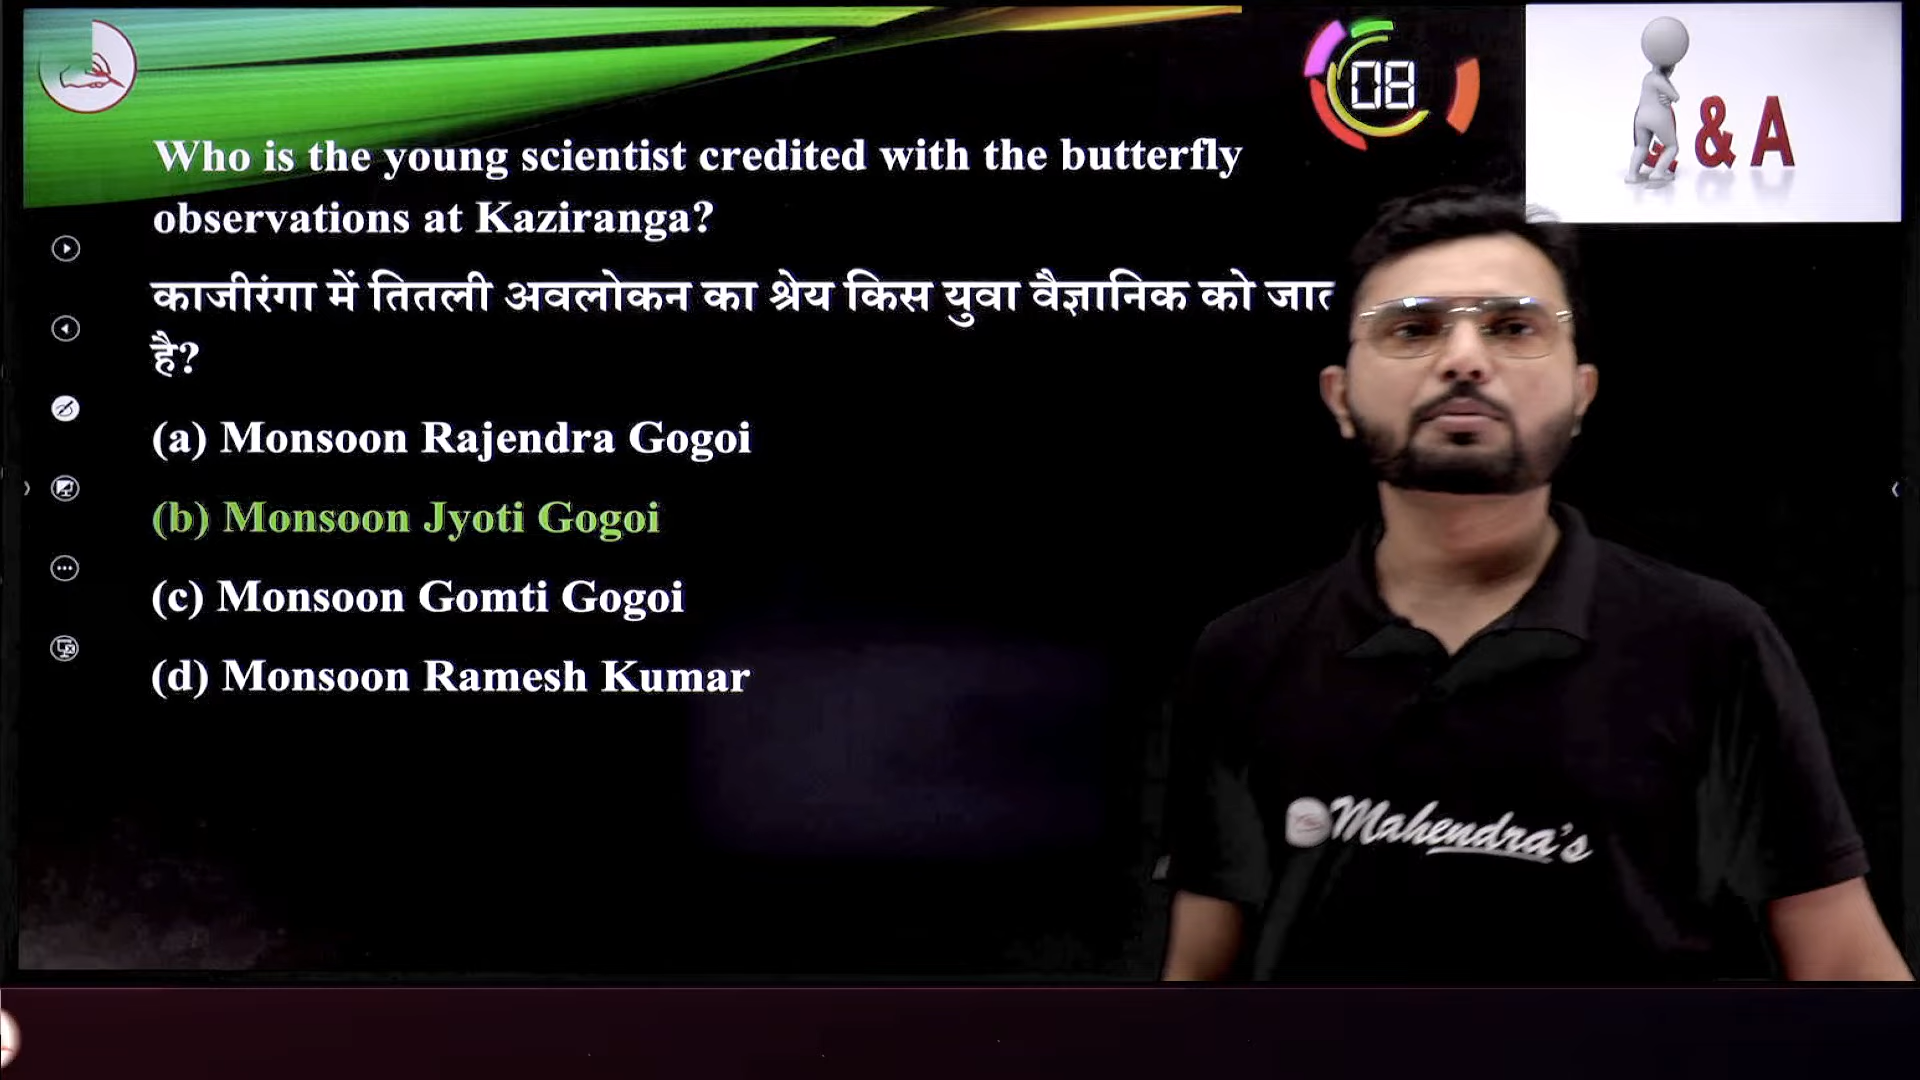 08
& A
Who is the young scientist credited with the butterfly
observations at Kaziranga?
काजीरंगा में तितली अवलोकन का श्रेय किस युवा वैज्ञानिक को
है?
(a) Monsoon Rajendra Gogoi
(b) Monsoon Jyoti Gogoi
(c) Monsoon Gomti Gogoi
(d) Monsoon Ramesh Kumar
Mahendra's